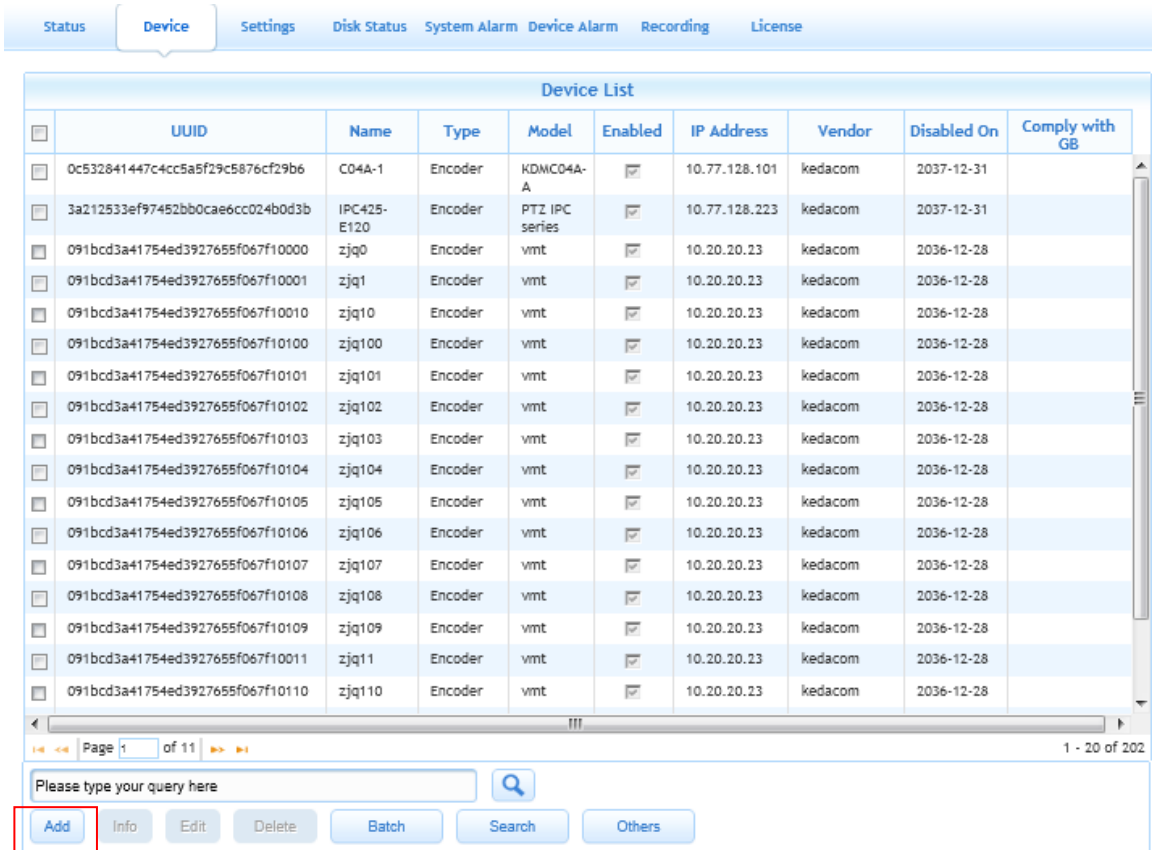 Status Device Settings Disk Status System Alarm Device Alarm Recording License
Device List
UUID Name Type Model Enabled IP Address Vendor Disabled On Comply with GB
0c532841447c4cc5a5f29c5876cf29b6 C04A-1 Encoder KDMC04A-A 10.77.128.101 kedacom 2037-12-31
3a212533ef97452bb0cae6cc024b0d3b IPC425-E120 Encoder PTZ IPC series 10.77.128.223 kedacom 2037-12-31
091bcd3a41754ed3927655f067f10000 zjq0 Encoder vmt 10.20.20.23 kedacom 2036-12-28
091bcd3a41754ed3927655f067f10001 zjq1 Encoder vmt 10.20.20.23 kedacom 2036-12-28
091bcd3a41754ed3927655f067f10010 zjq10 Encoder vmt 10.20.20.23 kedacom 2036-12-28
091bcd3a41754ed3927655f067f10100 zjq100 Encoder vmt 10.20.20.23 kedacom 2036-12-28
091bcd3a41754ed3927655f067f10101 zjq101 Encoder vmt 10.20.20.23 kedacom 2036-12-28
091bcd3a41754ed3927655f067f10102 zjq102 Encoder vmt 10.20.20.23 kedacom 2036-12-28
091bcd3a41754ed3927655f067f10103 zjq103 Encoder vmt 10.20.20.23 kedacom 2036-12-28
091bcd3a41754ed3927655f067f10104 zjq104 Encoder vmt 10.20.20.23 kedacom 2036-12-28
091bcd3a41754ed3927655f067f10105 zjq105 Encoder vmt 10.20.20.23 kedacom 2036-12-28
091bcd3a41754ed3927655f067f10106 zjq106 Encoder vmt 10.20.20.23 kedacom 2036-12-28
091bcd3a41754ed3927655f067f10107 zjq107 Encoder vmt 10.20.20.23 kedacom 2036-12-28
091bcd3a41754ed3927655f067f10108 zjq108 Encoder vmt 10.20.20.23 kedacom 2036-12-28
091bcd3a41754ed3927655f067f10109 zjq109 Encoder vmt 10.20.20.23 kedacom 2036-12-28
091bcd3a41754ed3927655f067f10011 zjq11 Encoder vmt 10.20.20.23 kedacom 2036-12-28
091bcd3a41754ed3927655f067f10110 zjq110 Encoder vmt 10.20.20.23 kedacom 2036-12-28
Page 1 of 11 1 - 20 of 202
Please type your query here
Add Info Edit Delete Batch Search Others